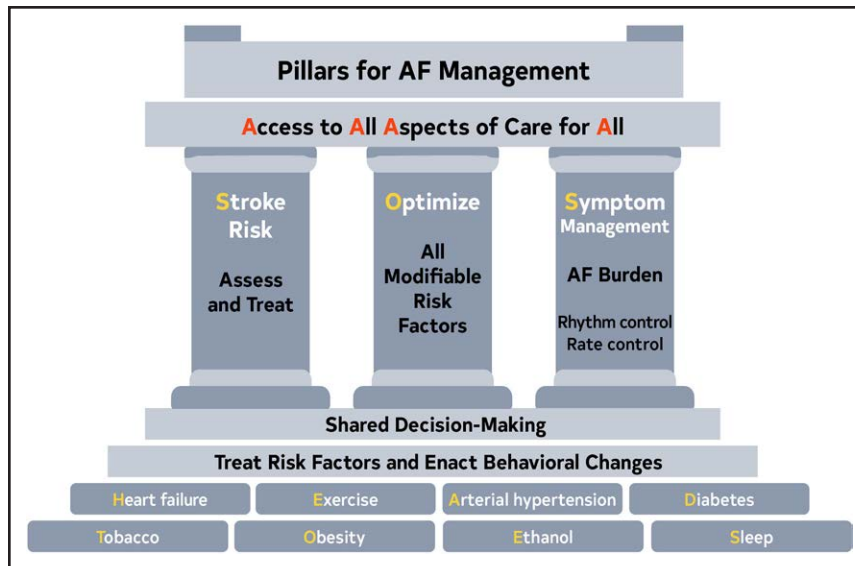 Pillars for AF Management
Access to All Aspects of Care for All
Stroke
Risk
Assess
and Treat
Optimize
All
Modifiable
Risk
Factors
Symptom
Management
AF Burden
Rhythm control
Rate control
Shared Decision-Making
Treat Risk Factors and Enact Behavioral Changes
Heart failure
Exercise
Arterial hypertension
Diabetes
Tobacco
Obesity
Ethanol
Sleep